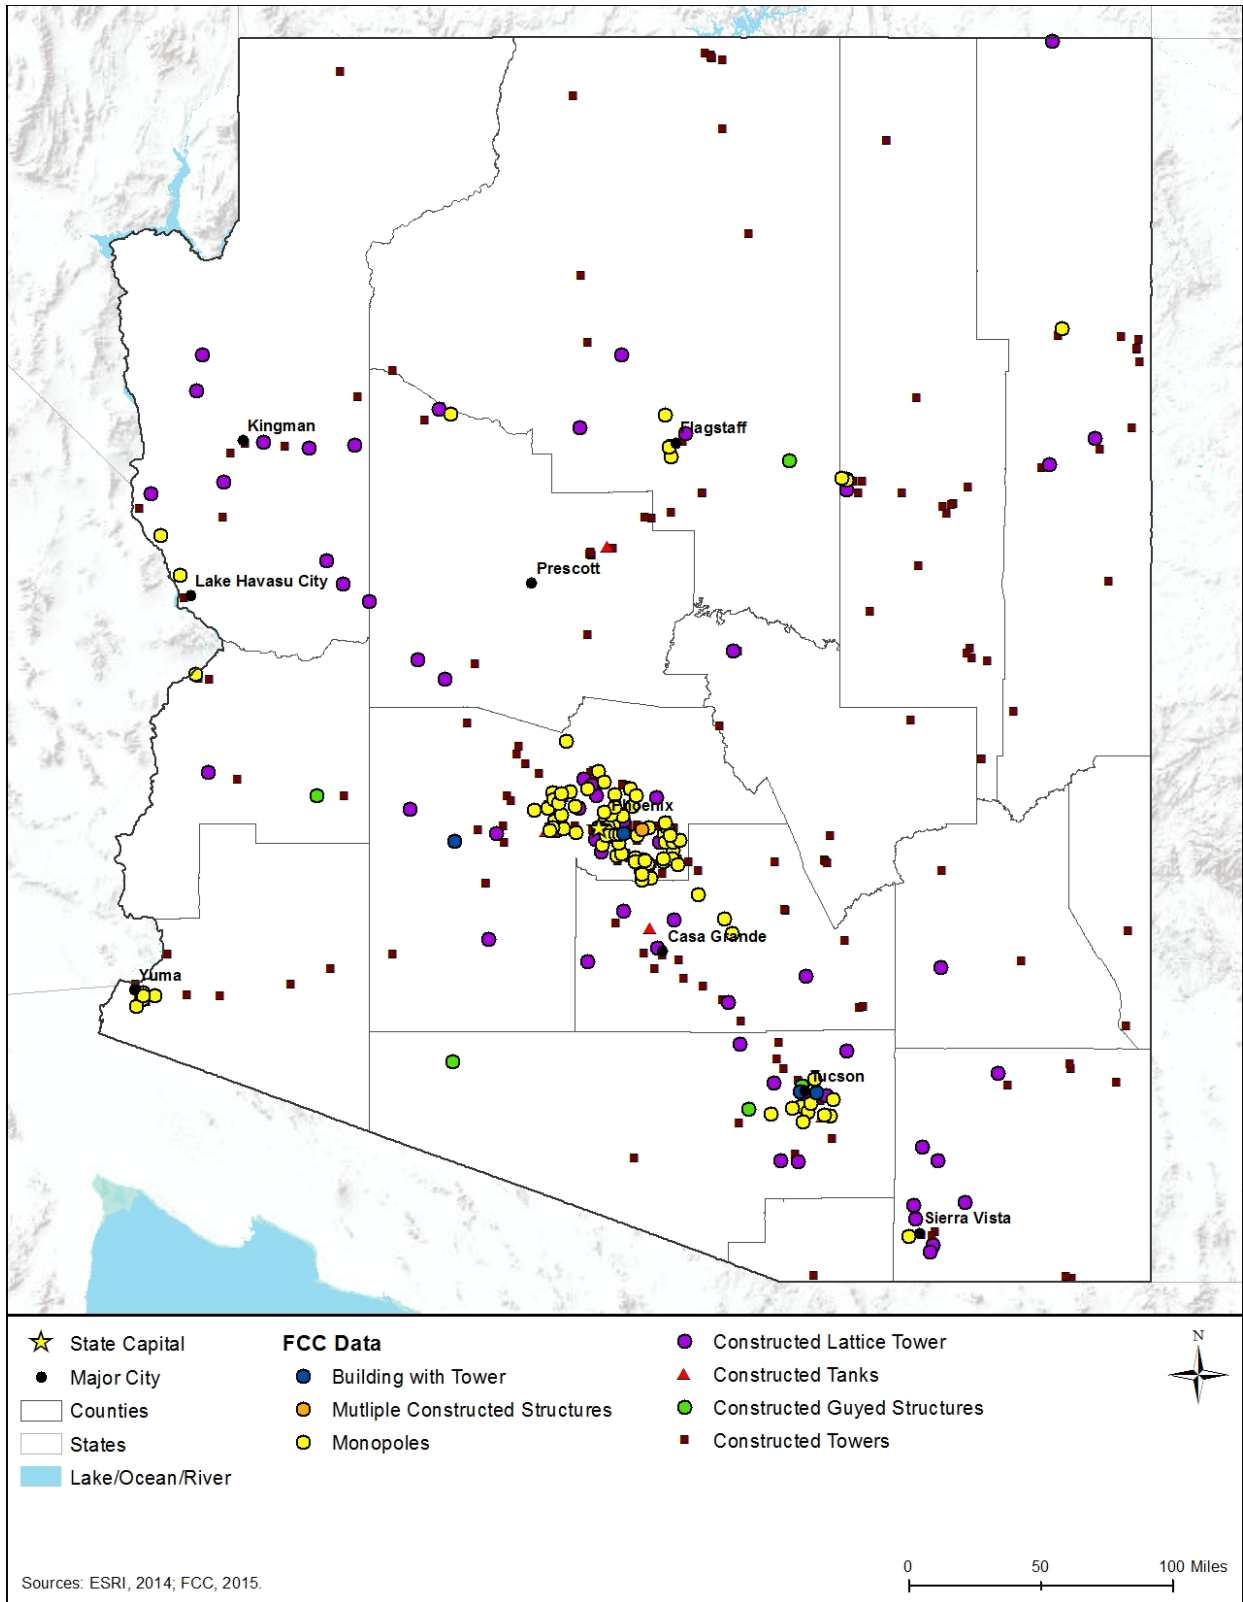 Kingman
Flagstaff
Prescott
Lake Havasu City
Phoenix
Casa Grande
Yuma
Tucson
Sierra Vista
State Capital
Major City
Counties
States
Lake/Ocean/River
FCC Data
Building with Tower
Mutliple Constructed Structures
Monopoles
Constructed Lattice Tower
Constructed Tanks
Constructed Guyed Structures
Constructed Towers
N
0 50 100 Miles
Sources: ESRI, 2014; FCC, 2015.